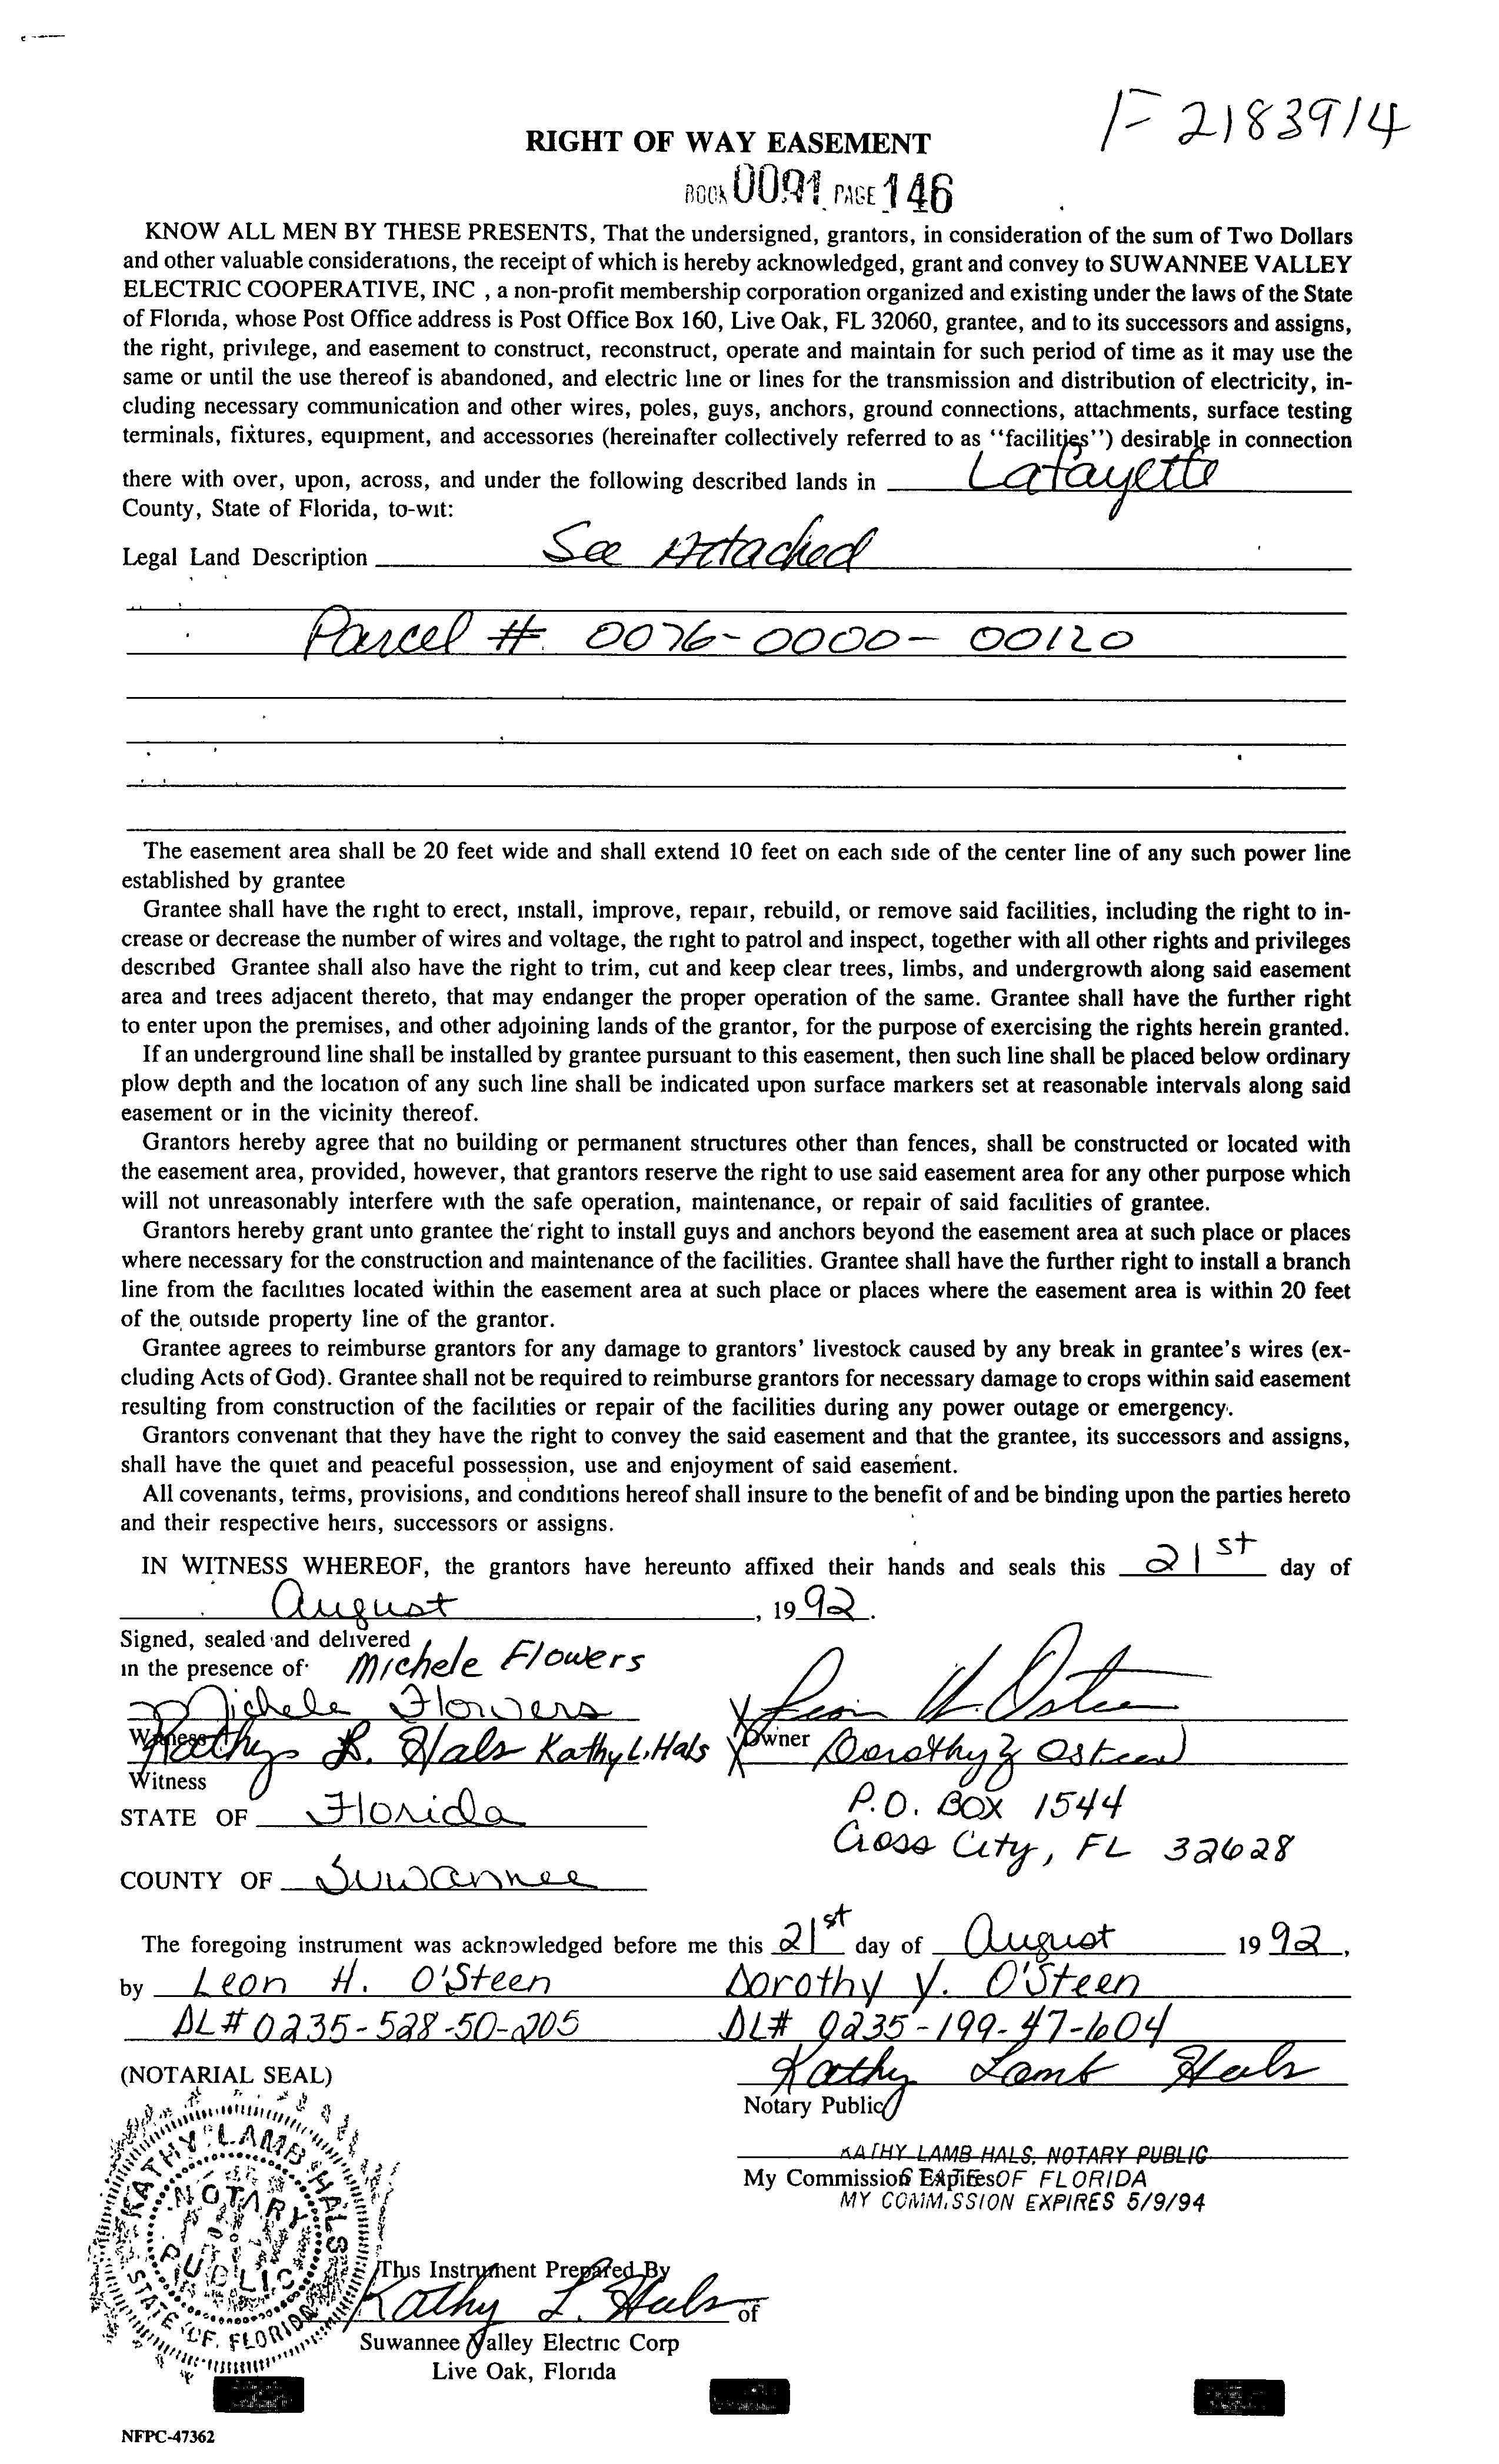 F 2183914
RIGHT OF WAY EASEMENT
BOOK 0091 PAGE 146
KNOW ALL MEN BY THESE PRESENTS, That the undersigned, grantors, in consideration of the sum of Two Dollars
and other valuable considerations, the receipt of which is hereby acknowledged, grant and convey to SUWANNEE VALLEY
ELECTRIC COOPERATIVE, INC , a non-profit membership corporation organized and existing under the laws of the State
of Florida, whose Post Office address is Post Office Box 160, Live Oak, FL 32060, grantee, and to its successors and assigns,
the right, privilege, and easement to construct, reconstruct, operate and maintain for such period of time as it may use the
same or until the use thereof is abandoned, and electric line or lines for the transmission and distribution of electricity, in-
cluding necessary communication and other wires, poles, guys, anchors, ground connections, attachments, surface testing
terminals, fixtures, equipment, and accessories (hereinafter collectively referred to as "facilities") desirable in connection
there with over, upon, across, and under the following described lands in Lafayette
County, State of Florida, to-wit:
Legal Land Description See Attached
Parcel # 0076-0000-00120
The easement area shall be 20 feet wide and shall extend 10 feet on each side of the center line of any such power line
established by grantee
Grantee shall have the right to erect, install, improve, repair, rebuild, or remove said facilities, including the right to in-
crease or decrease the number of wires and voltage, the right to patrol and inspect, together with all other rights and privileges
described Grantee shall also have the right to trim, cut and keep clear trees, limbs, and undergrowth along said easement
area and trees adjacent thereto, that may endanger the proper operation of the same. Grantee shall have the further right
to enter upon the premises, and other adjoining lands of the grantor, for the purpose of exercising the rights herein granted.
If an underground line shall be installed by grantee pursuant to this easement, then such line shall be placed below ordinary
plow depth and the location of any such line shall be indicated upon surface markers set at reasonable intervals along said
easement or in the vicinity thereof.
Grantors hereby agree that no building or permanent structures other than fences, shall be constructed or located with
the easement area, provided, however, that grantors reserve the right to use said easement area for any other purpose which
will not unreasonably interfere with the safe operation, maintenance, or repair of said facilities of grantee.
Grantors hereby grant unto grantee the right to install guys and anchors beyond the easement area at such place or places
where necessary for the construction and maintenance of the facilities. Grantee shall have the further right to install a branch
line from the facilities located within the easement area at such place or places where the easement area is within 20 feet
of the outside property line of the grantor.
Grantee agrees to reimburse grantors for any damage to grantors' livestock caused by any break in grantee's wires (ex-
cluding Acts of God). Grantee shall not be required to reimburse grantors for necessary damage to crops within said easement
resulting from construction of the facilities or repair of the facilities during any power outage or emergency.
Grantors convenant that they have the right to convey the said easement and that the grantee, its successors and assigns,
shall have the quiet and peaceful possession, use and enjoyment of said easement.
All covenants, terms, provisions, and conditions hereof shall insure to the benefit of and be binding upon the parties hereto
and their respective heirs, successors or assigns.
IN WITNESS WHEREOF, the grantors have hereunto affixed their hands and seals this 21st day of
August , 1992.
Signed, sealed and delivered
in the presence of Michele Flowers
Michele Flowers X Leon H. Osteen
Witness Owner
Kathy L. Hals Kathy L. Hals X Dorothy Y Osteen
Witness
P.O. Box 1544
STATE OF Florida
Cross City, FL 32628
COUNTY OF Suwannee
The foregoing instrument was acknowledged before me this 21st day of August 1992,
by Leon H. O'Steen Dorothy Y. O'Steen
DL# 0235-528-50-205 DL# 0235-199-47-604
(NOTARIAL SEAL) Kathy Lamb Hals
Notary Public
KATHY LAMB HALS
NOTARY PUBLIC
STATE OF FLORIDA
KATHY LAMB HALS, NOTARY PUBLIC
My Commission Expires
STATE OF FLORIDA
MY COMMISSION EXPIRES 5/9/94
This Instrument Prepared By
Kathy L. Hals of
Suwannee Valley Electric Corp
Live Oak, Florida
NFPC-47362